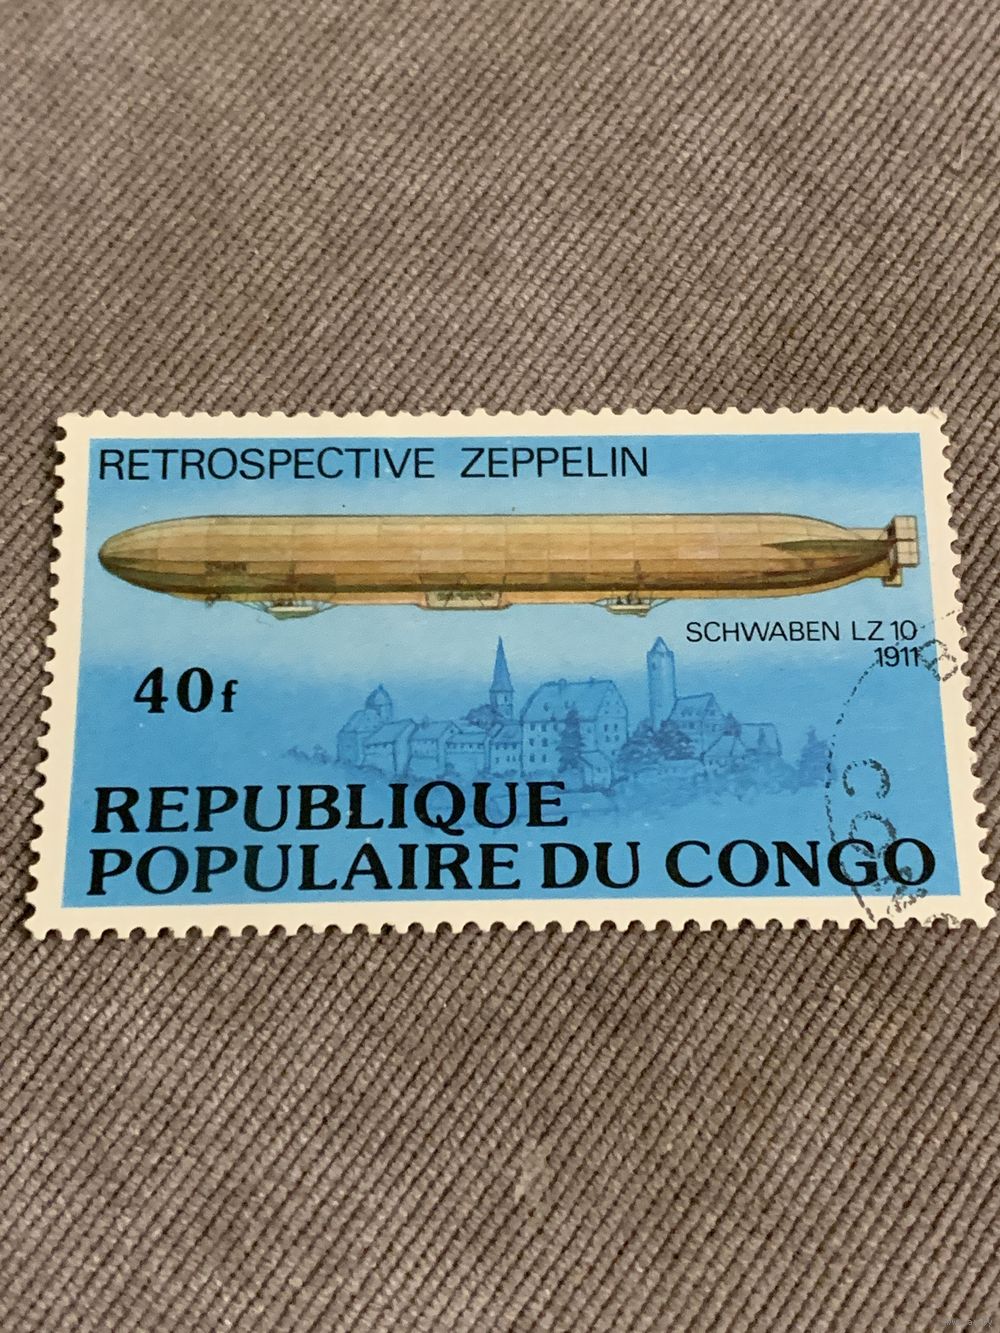 RETROSPECTIVE ZEPPELIN
SCHWABEN LZ 10
1911
40f
REPUBLIQUE
POPULAIRE DU CONGO